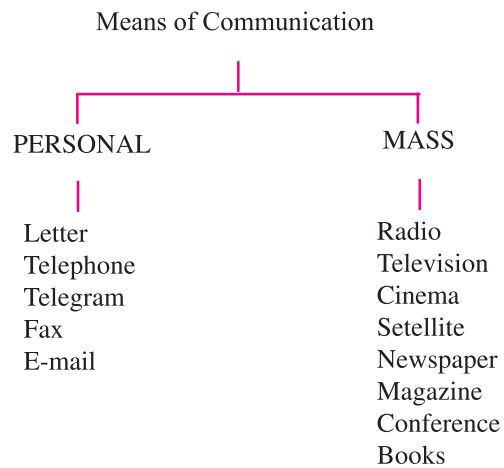 Means of Communication
PERSONAL
MASS
Letter
Telephone
Telegram
Fax
E-mail
Radio
Television
Cinema
Setellite
Newspaper
Magazine
Conference
Books